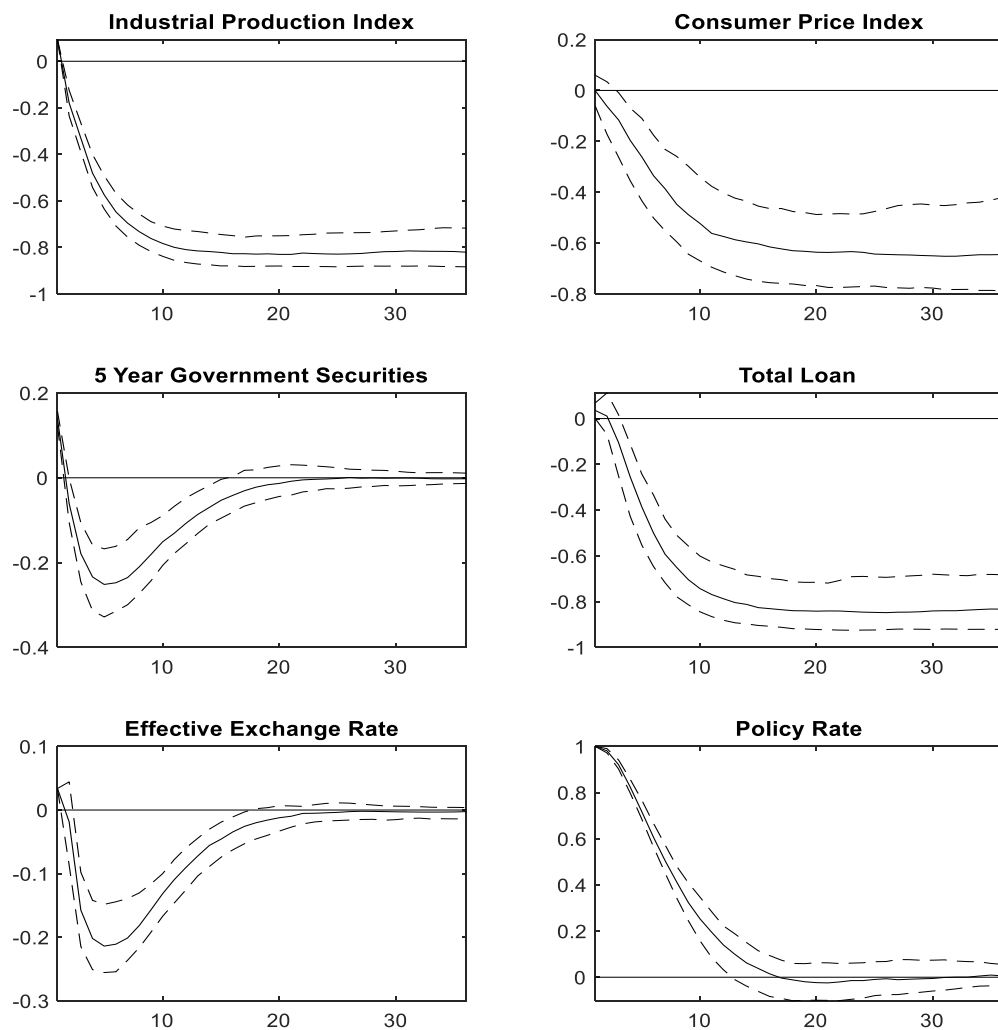 Industrial Production Index
0
-0.2
-0.4
-0.6
-0.8
-1
10 20 30
Consumer Price Index
0.2
0
-0.2
-0.4
-0.6
-0.8
10 20 30
5 Year Government Securities
0.2
0
-0.2
-0.4
10 20 30
Total Loan
0
-0.2
-0.4
-0.6
-0.8
-1
10 20 30
Effective Exchange Rate
0.1
0
-0.1
-0.2
-0.3
10 20 30
Policy Rate
1
0.8
0.6
0.4
0.2
0
10 20 30